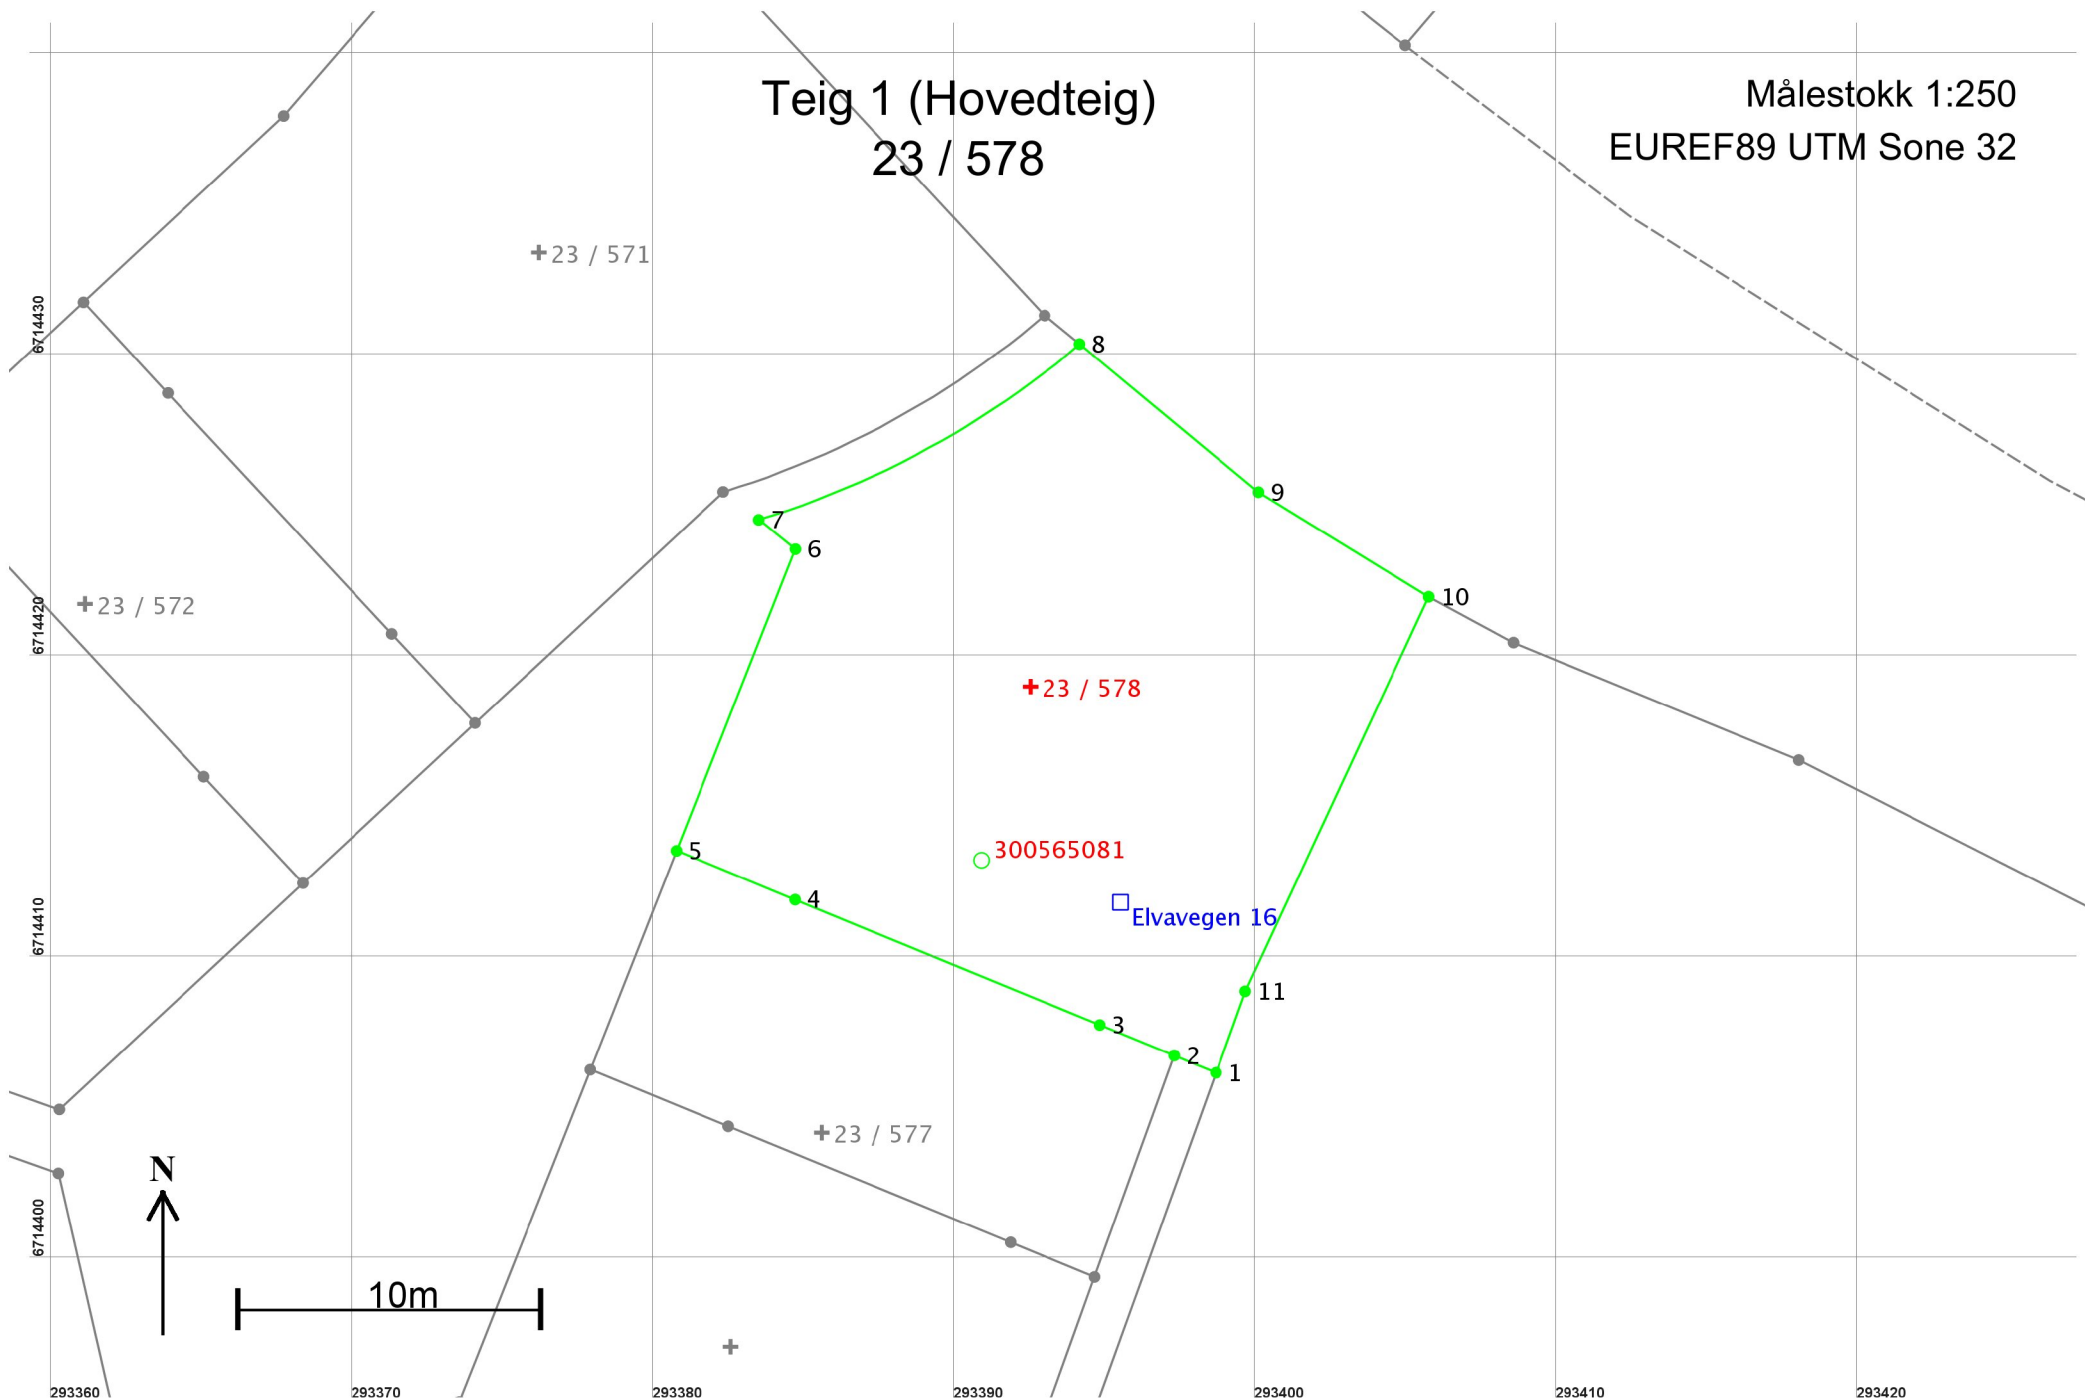 Teig 1 (Hovedteig)
23 / 578
Målestokk 1:250
EUREF89 UTM Sone 32
23 / 571
6714430
8
9
7
6
10
23 / 572
6714420
23 / 578
5
300565081
4
Elvavegen 16
6714410
11
3
2
1
23 / 577
N
6714400
10m
293360
293370
293380
293390
293400
293410
293420